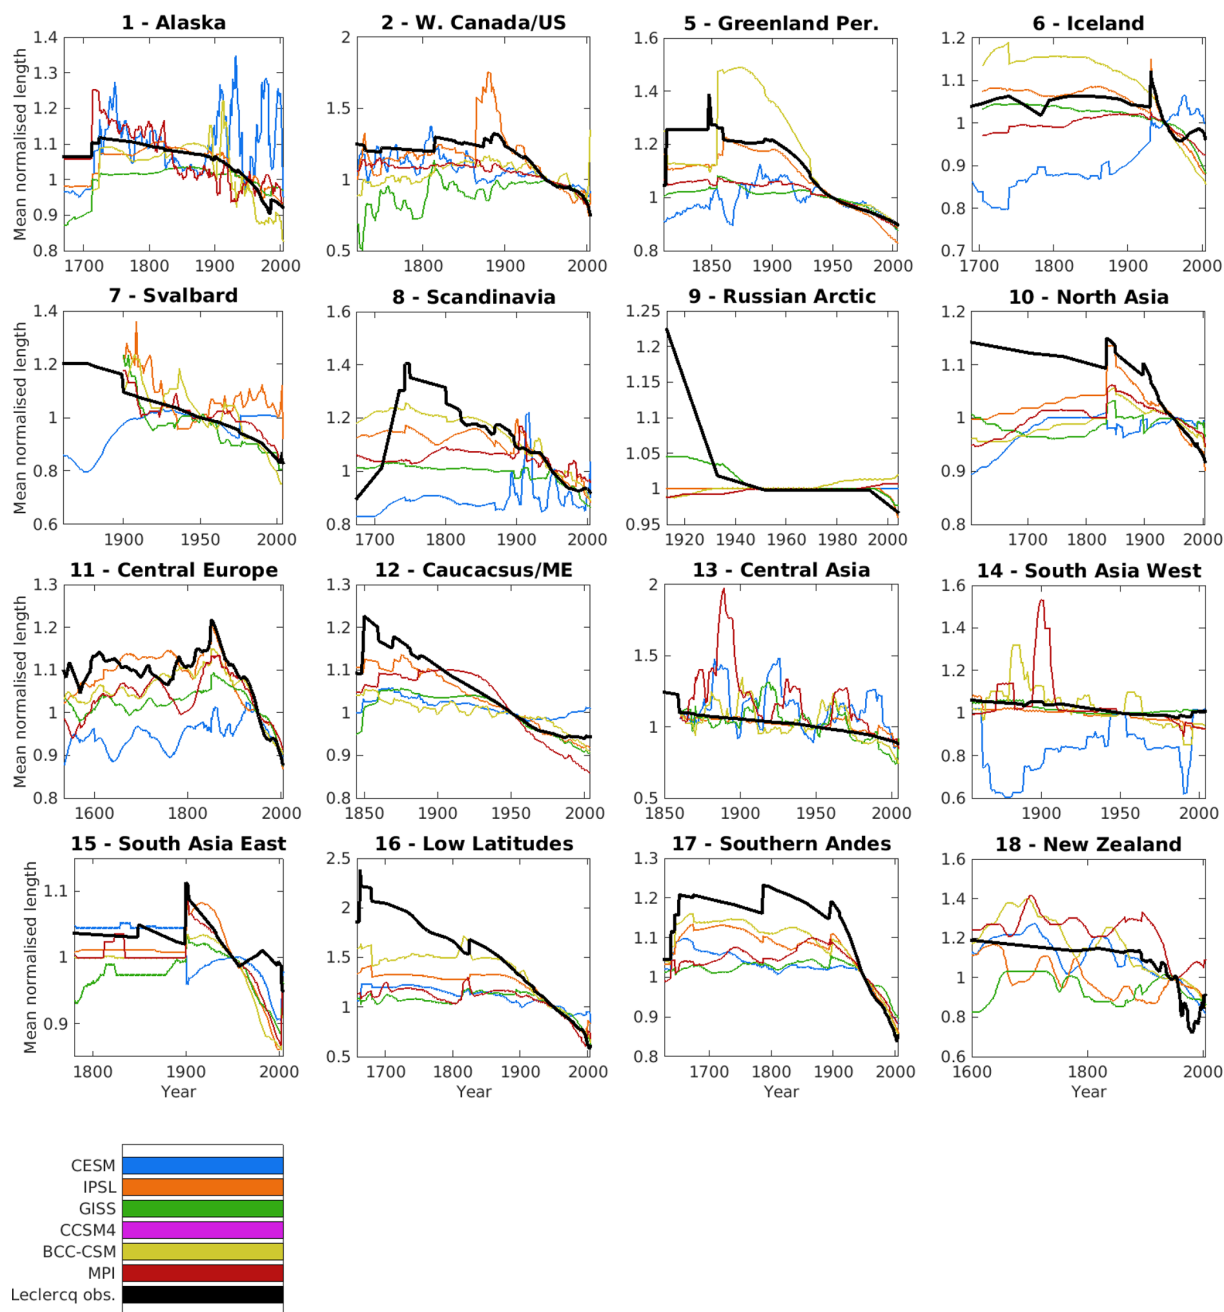 1 - Alaska
2 - W. Canada/US
5 - Greenland Per.
6 - Iceland
Mean normalised length
1.4
1.3
1.2
1.1
1
0.9
0.8
1700 1800 1900 2000
2
1.5
1
0.5
1800 1900 2000
1.6
1.4
1.2
1
0.8
1850 1900 1950 2000
1.2
1.1
1
0.9
0.8
0.7
1700 1800 1900 2000
7 - Svalbard
8 - Scandinavia
9 - Russian Arctic
10 - North Asia
Mean normalised length
1.4
1.2
1
0.8
0.6
1900 1950 2000
1.6
1.4
1.2
1
0.8
1700 1800 1900 2000
1.25
1.2
1.15
1.1
1.05
1
0.95
1920 1940 1960 1980 2000
1.2
1.1
1
0.9
0.8
1700 1800 1900 2000
11 - Central Europe
12 - Caucacsus/ME
13 - Central Asia
14 - South Asia West
Mean normalised length
1.3
1.2
1.1
1
0.9
0.8
1600 1800 2000
1.3
1.2
1.1
1
0.9
0.8
1850 1900 1950 2000
2
1.5
1
0.5
1850 1900 1950 2000
1.6
1.4
1.2
1
0.8
0.6
1900 1950 2000
15 - South Asia East
16 - Low Latitudes
17 - Southern Andes
18 - New Zealand
Mean normalised length
1.1
1
0.9
1800 1900 2000
Year
2.5
2
1.5
1
0.5
1700 1800 1900 2000
Year
1.3
1.2
1.1
1
0.9
0.8
1700 1800 1900 2000
Year
1.6
1.4
1.2
1
0.8
0.6
1600 1800 2000
Year
CESM
IPSL
GISS
CCSM4
BCC-CSM
MPI
Leclercq obs.